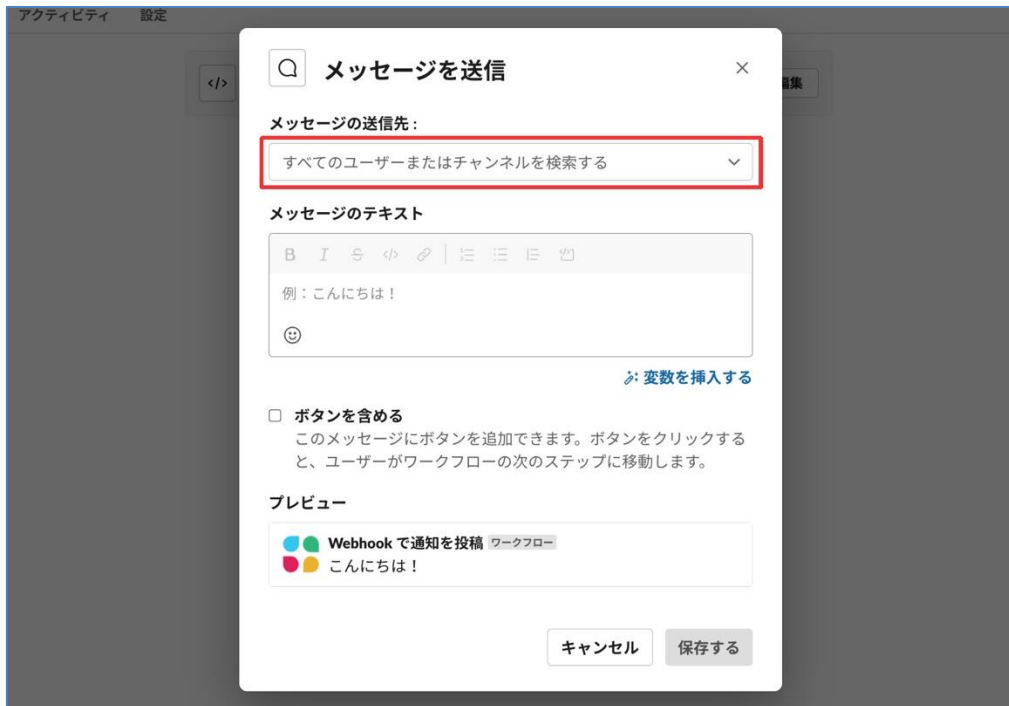 アクティビティ 設定
メッセージを送信
編集
メッセージの送信先 :
すべてのユーザーまたはチャンネルを検索する
メッセージのテキスト
例：こんにちは！
変数を挿入する
ボタンを含める
このメッセージにボタンを追加できます。ボタンをクリックする
と、ユーザーがワークフローの次のステップに移動します。
プレビュー
Webhook で通知を投稿 ワークフロー
こんにちは！
キャンセル 保存する